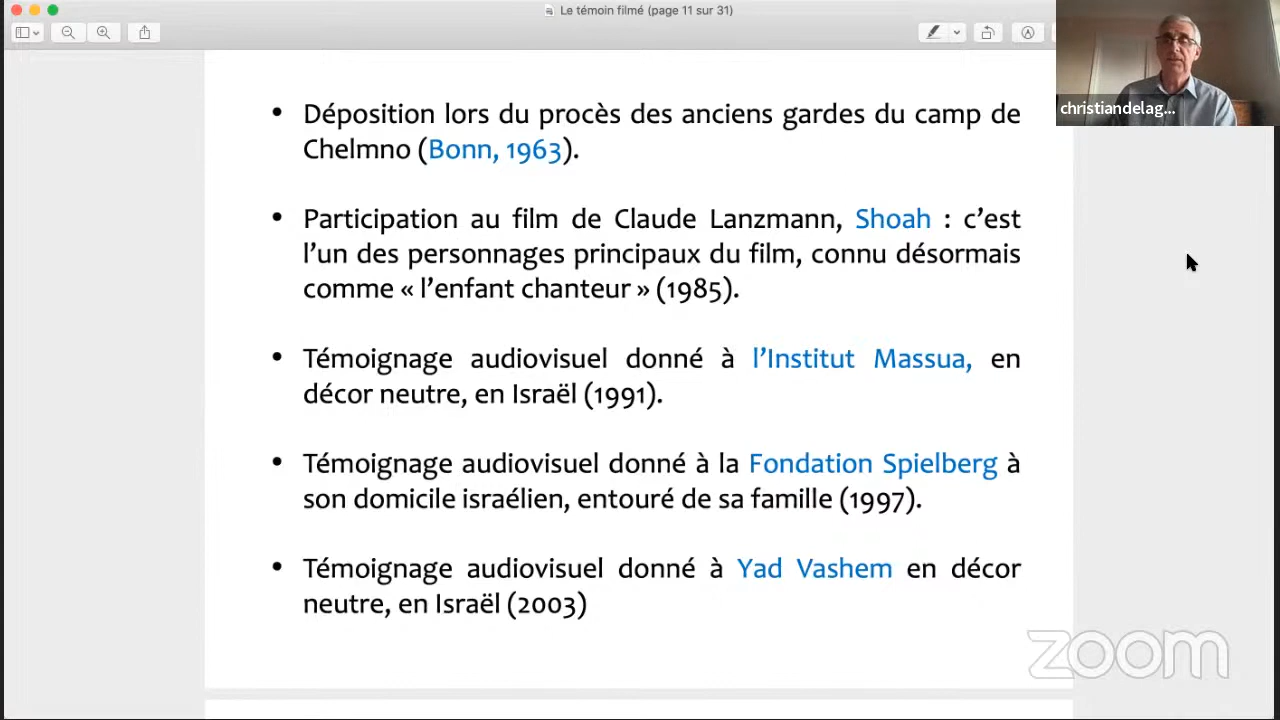 Le témoin filmé (page 11 sur 31)
christiandelag...
• Déposition lors du procès des anciens gardes du camp de
Chelmno (Bonn, 1963).
• Participation au film de Claude Lanzmann, Shoah : c’est
l’un des personnages principaux du film, connu désormais
comme « l’enfant chanteur » (1985).
• Témoignage audiovisuel donné à l’Institut Massua, en
décor neutre, en Israël (1991).
• Témoignage audiovisuel donné à la Fondation Spielberg à
son domicile israélien, entouré de sa famille (1997).
• Témoignage audiovisuel donné à Yad Vashem en décor
neutre, en Israël (2003)
zoom